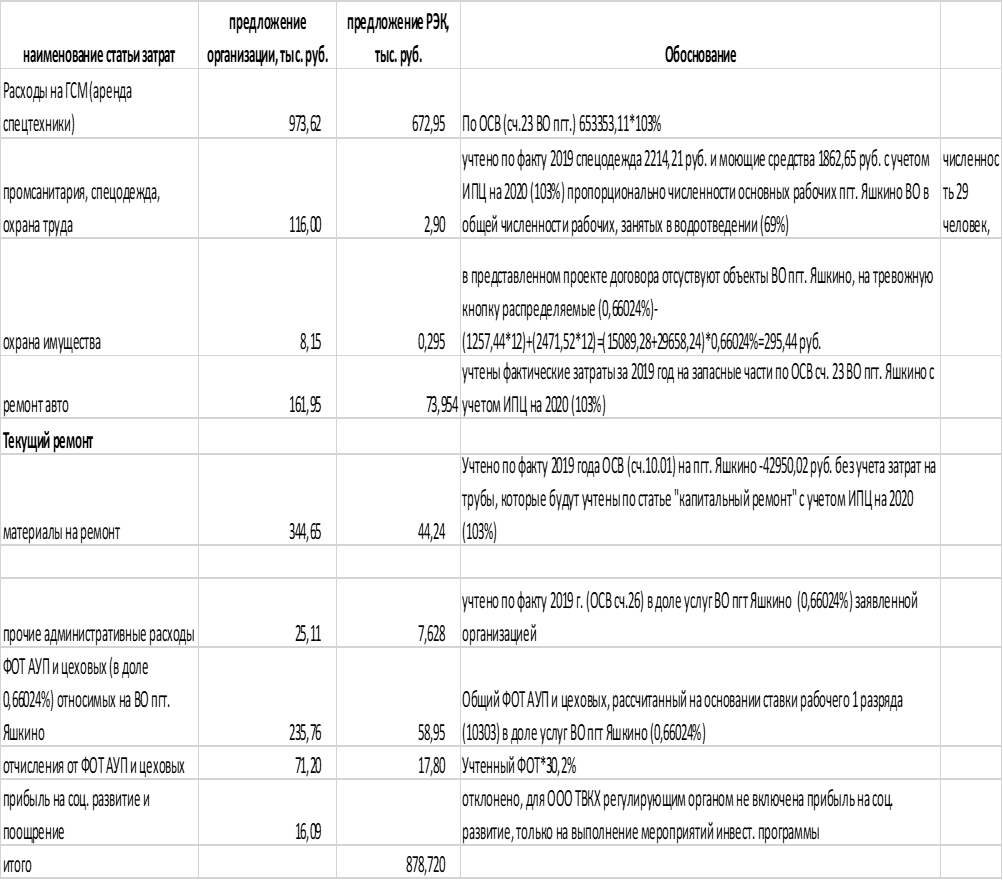 наименование статьи затрат
предложение
организации, тыс. руб.
предложение РЭК,
тыс. руб.
Обоснование
Расходы на ГСМ (аренда
спецтехники)
973,62
672,95
По ОСВ (сч.23 ВО пгт.) 653353,11*103%
промсанитария, спецодежда,
охрана труда
116,00
2,90
учтено по факту 2019 спецодежда 2214,21 руб. и моющие средства 1862,65 руб. с учетом
ИПЦ на 2020 (103%) пропорционально численности основных рабочих пгт. Яшкино ВО в
общей численности рабочих, занятых в водоотведении (69%)
численнос
ть 29
человек,
охрана имущества
8,15
0,295
в представленном проекте договора отсуствуют объекты ВО пгт. Яшкино, на тревожную
кнопку распределяемые (0,66024%)-
(1257,44*12)+(2471,52*12)=(15089,28+29658,24)*0,66024%=295,44 руб.
ремонт авто
161,95
73,954
учтены фактические затраты за 2019 год на запасные части по ОСВ сч. 23 ВО пгт. Яшкино с
учетом ИПЦ на 2020 (103%)
Текущий ремонт
материалы на ремонт
344,65
44,24
Учтено по факту 2019 года ОСВ (сч.10.01) на пгт. Яшкино -42950,02 руб. без учета затрат на
трубы, которые будут учтены по статье "капитальный ремонт" с учетом ИПЦ на 2020
(103%)
прочие административные расходы
25,11
7,628
учтено по факту 2019 г. (ОСВ сч.26) в доле услуг ВО пгт Яшкино (0,66024%) заявленной
организацией
ФОТ АУП и цеховых (в доле
0,66024%) относимых на ВО пгт.
Яшкино
235,76
58,95
Общий ФОТ АУП и цеховых, рассчитанный на основании ставки рабочего 1 разряда
(10303) в доле услуг ВО пгт Яшкино (0,66024%)
отчисления от ФОТ АУП и цеховых
71,20
17,80
Учтенный ФОТ*30,2%
прибыль на соц. развитие и
поощрение
16,09
отклонено, для ООО ТВКХ регулирующим органом не включена прибыль на соц.
развитие, только на выполнение мероприятий инвест. программы
итого
878,720